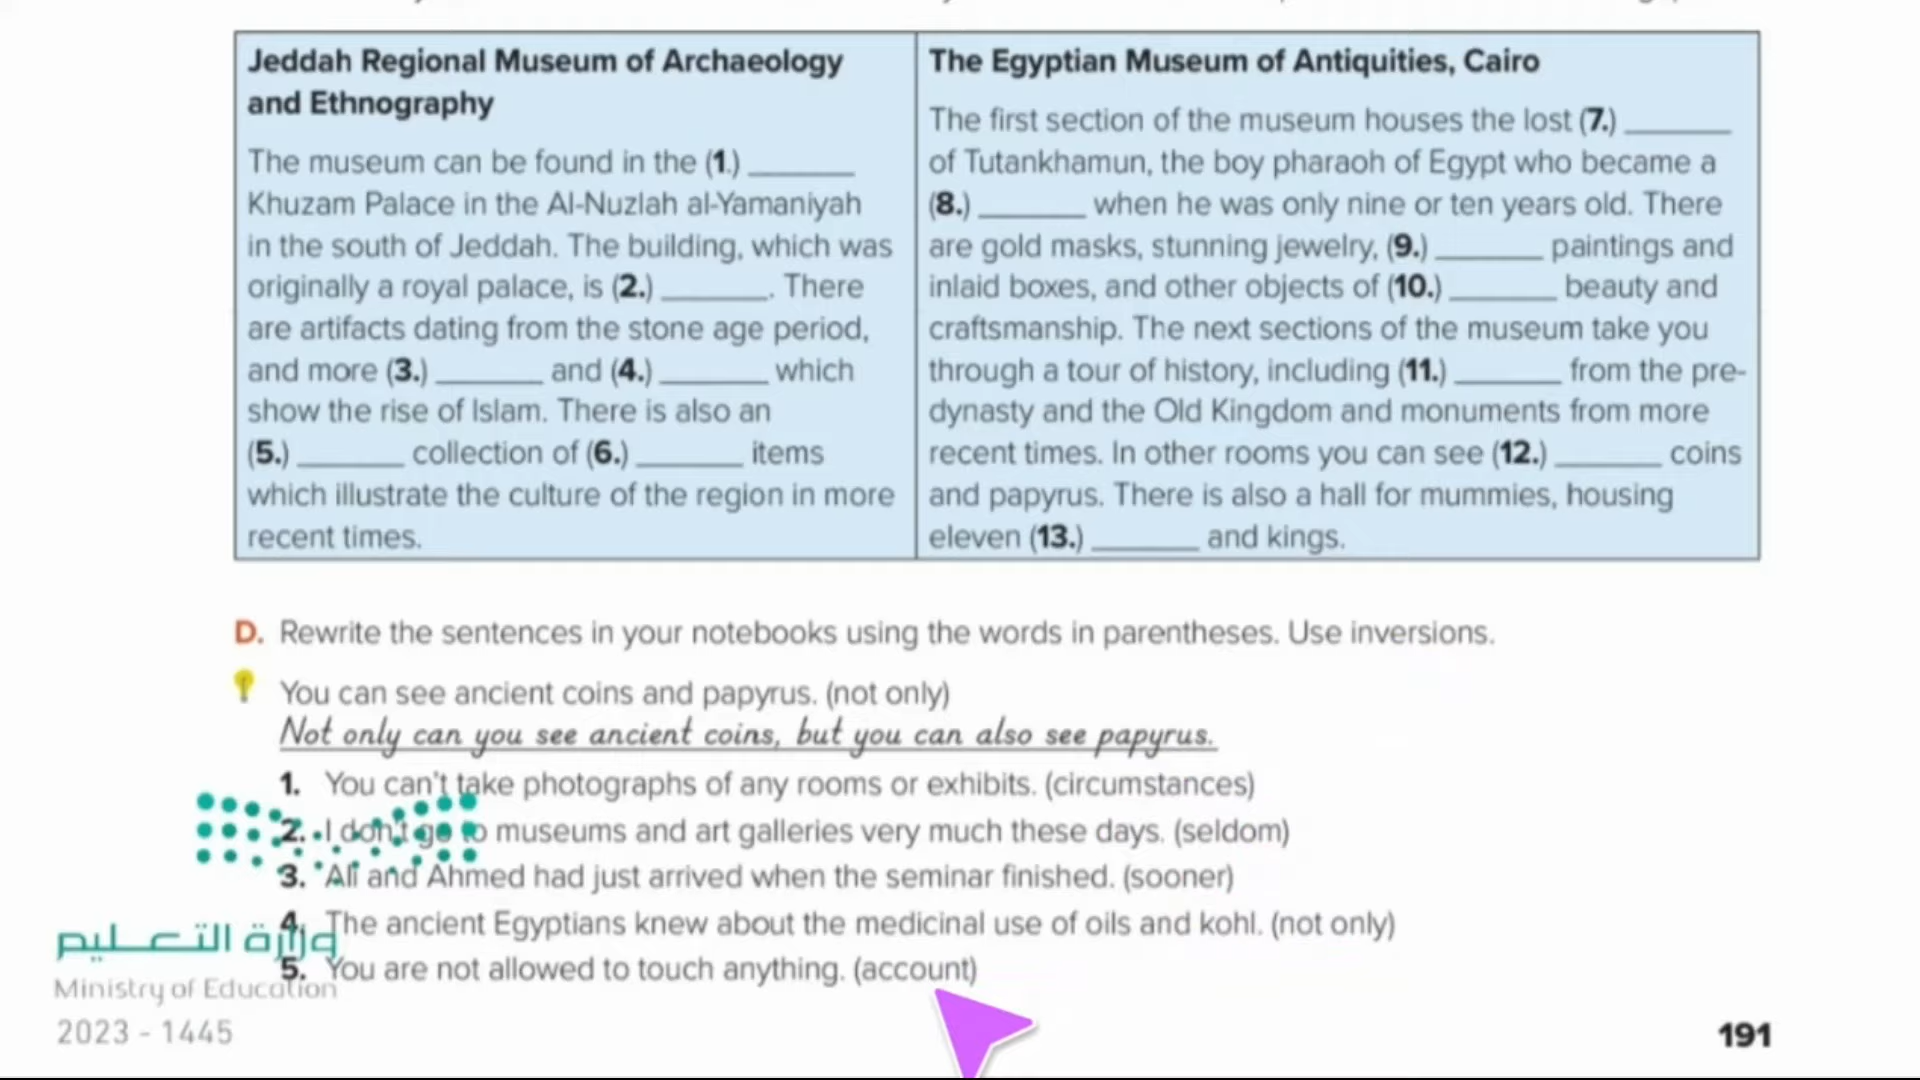 Jeddah Regional Museum of Archaeology
and Ethnography
The museum can be found in the (1.) _______
Khuzam Palace in the Al-Nuzlah al-Yamaniyah
in the south of Jeddah. The building, which was
originally a royal palace, is (2.) _______. There
are artifacts dating from the stone age period,
and more (3.) _______ and (4.) _______ which
show the rise of Islam. There is also an
(5.) _______ collection of (6.) _______ items
which illustrate the culture of the region in more
recent times.
The Egyptian Museum of Antiquities, Cairo
The first section of the museum houses the lost (7.) _______
of Tutankhamun, the boy pharaoh of Egypt who became a
(8.) _______ when he was only nine or ten years old. There
are gold masks, stunning jewelry, (9.) _______ paintings and
inlaid boxes, and other objects of (10.) _______ beauty and
craftsmanship. The next sections of the museum take you
through a tour of history, including (11.) _______ from the pre-
dynasty and the Old Kingdom and monuments from more
recent times. In other rooms you can see (12.) _______ coins
and papyrus. There is also a hall for mummies, housing
eleven (13.) _______ and kings.
D. Rewrite the sentences in your notebooks using the words in parentheses. Use inversions.
You can see ancient coins and papyrus. (not only)
Not only can you see ancient coins, but you can also see papyrus.
1. You can't take photographs of any rooms or exhibits. (circumstances)
2. I don't go to museums and art galleries very much these days. (seldom)
3. Ali and Ahmed had just arrived when the seminar finished. (sooner)
4. The ancient Egyptians knew about the medicinal use of oils and kohl. (not only)
5. You are not allowed to touch anything. (account)
وزارة التعليم
Ministry of Education
2023 - 1445
191